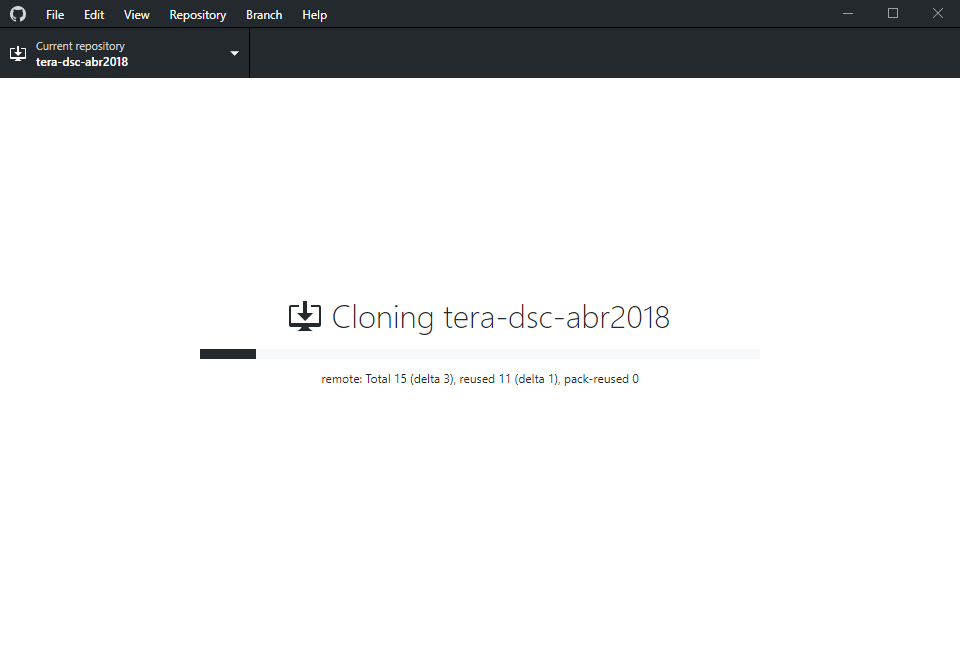 File Edit View Repository Branch Help
Current repository
tera-dsc-abr2018
Cloning tera-dsc-abr2018
remote: Total 15 (delta 3), reused 11 (delta 1), pack-reused 0